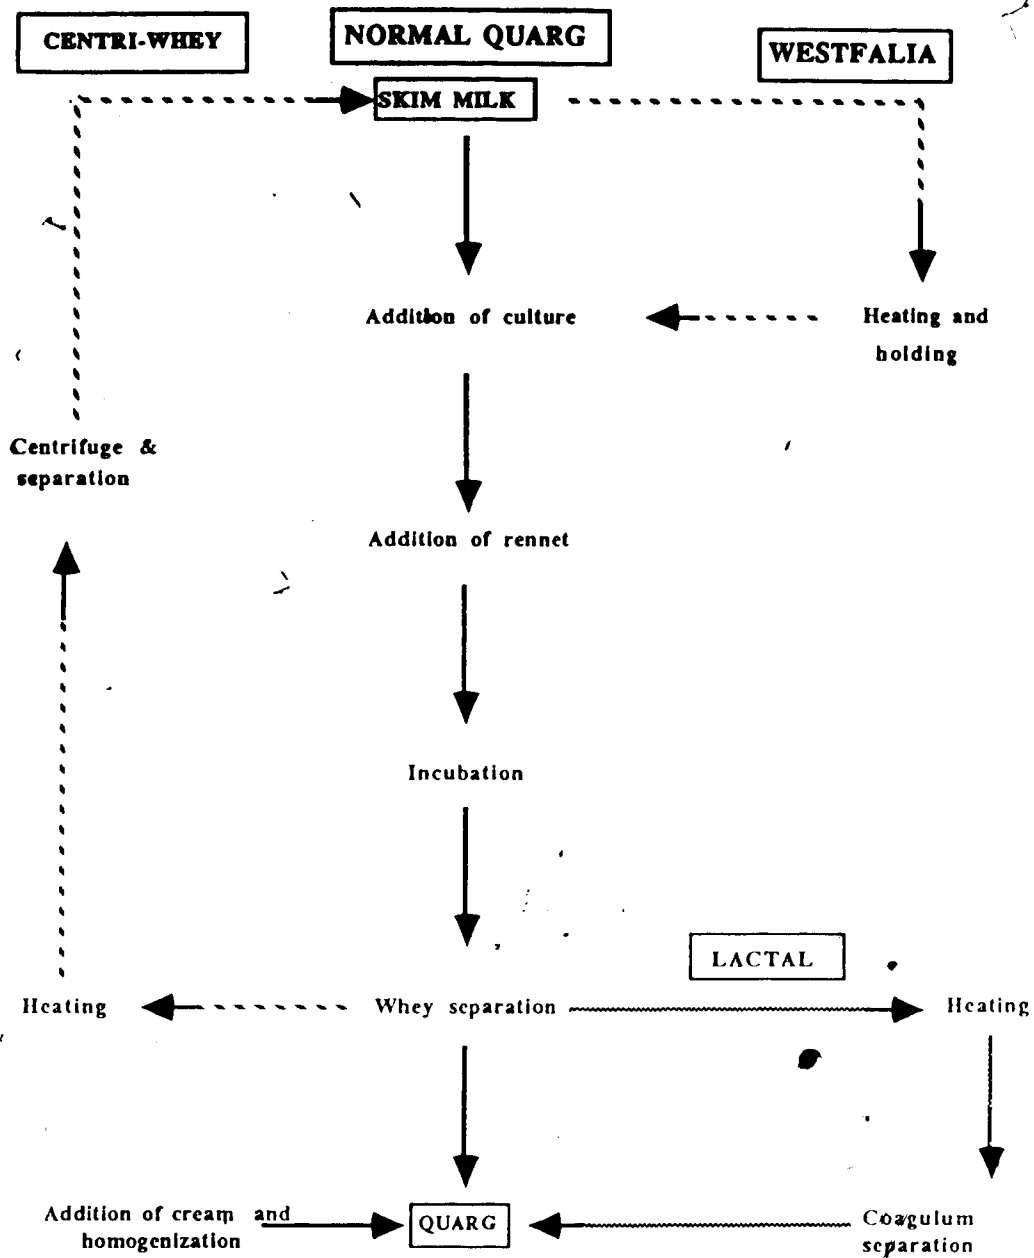 CENTRI-WHEY
NORMAL QUARG
WESTFALIA
SKIM MILK
Addition of culture
Heating and
holding
Centrifuge &
separation
Addition of rennet
Incubation
LACTAL
Heating
Whey separation
Heating
Addition of cream and
homogenization
QUARG
Coagulum
separation